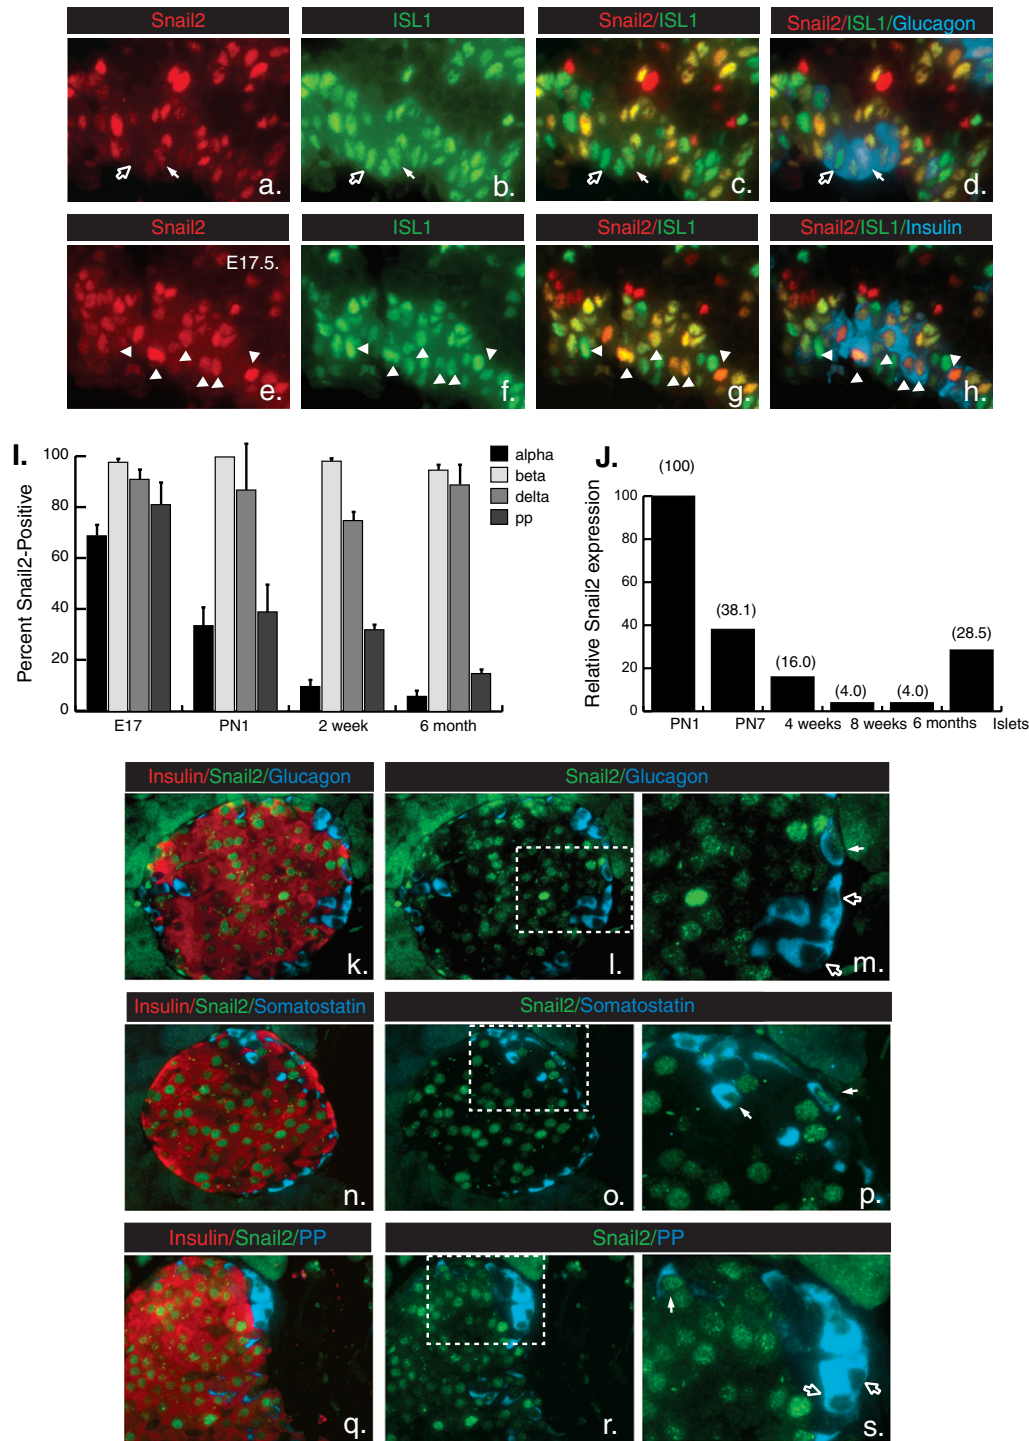 Snail2
ISL1
Snail2/ISL1
Snail2/ISL1/Glucagon
a.
b.
c.
d.
Snail2
ISL1
Snail2/ISL1
Snail2/ISL1/Insulin
E17.5.
e.
f.
g.
h.
I.
Percent Snail2-Positive
100
80
60
40
20
0
E17
PN1
2 week
6 month
alpha
beta
delta
pp
J.
Relative Snail2 expression
100
80
60
40
20
0
(100)
(38.1)
(16.0)
(4.0)
(4.0)
(28.5)
PN1
PN7
4 weeks
8 weeks
6 months
Islets
Insulin/Snail2/Glucagon
Snail2/Glucagon
k.
l.
m.
Insulin/Snail2/Somatostatin
Snail2/Somatostatin
n.
o.
p.
Insulin/Snail2/PP
Snail2/PP
q.
r.
s.